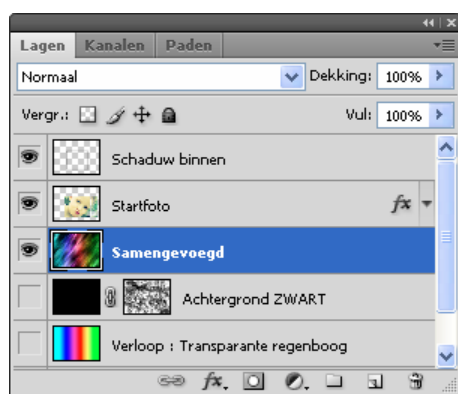 Lagen Kanalen Paden
Normaal Dekking: 100%
Vergr.: Vul: 100%
Schaduw binnen
Startfoto fx
Samengevoegd
Achtergrond ZWART
Verloop : Transparante regenboog
fx.